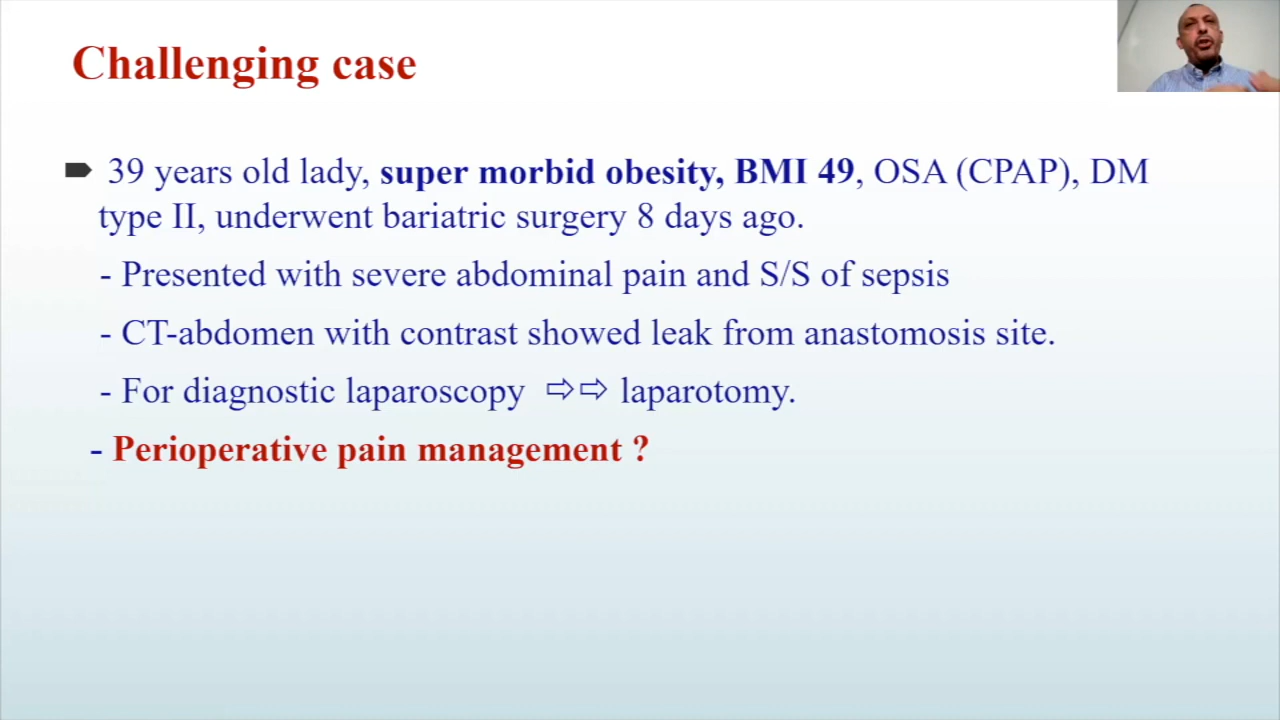 Challenging case
39 years old lady, super morbid obesity, BMI 49, OSA (CPAP), DM
type II, underwent bariatric surgery 8 days ago.
- Presented with severe abdominal pain and S/S of sepsis
- CT-abdomen with contrast showed leak from anastomosis site.
- For diagnostic laparoscopy ⇨⇨ laparotomy.
- Perioperative pain management ?